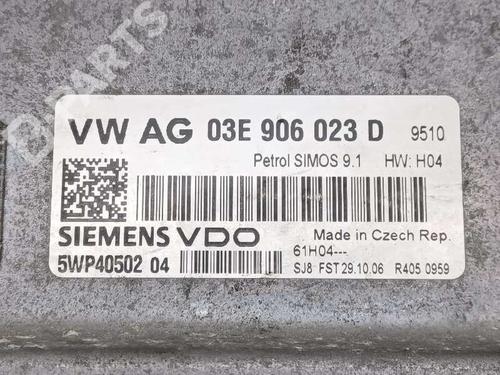 VW AG 03E 906 023 D 9510
Petrol SIMOS 9.1 HW: H04
SIEMENS VDO Made in Czech Rep.
5WP40502 04 61H04---
SJ8 FST 29.10.06 R405 0959